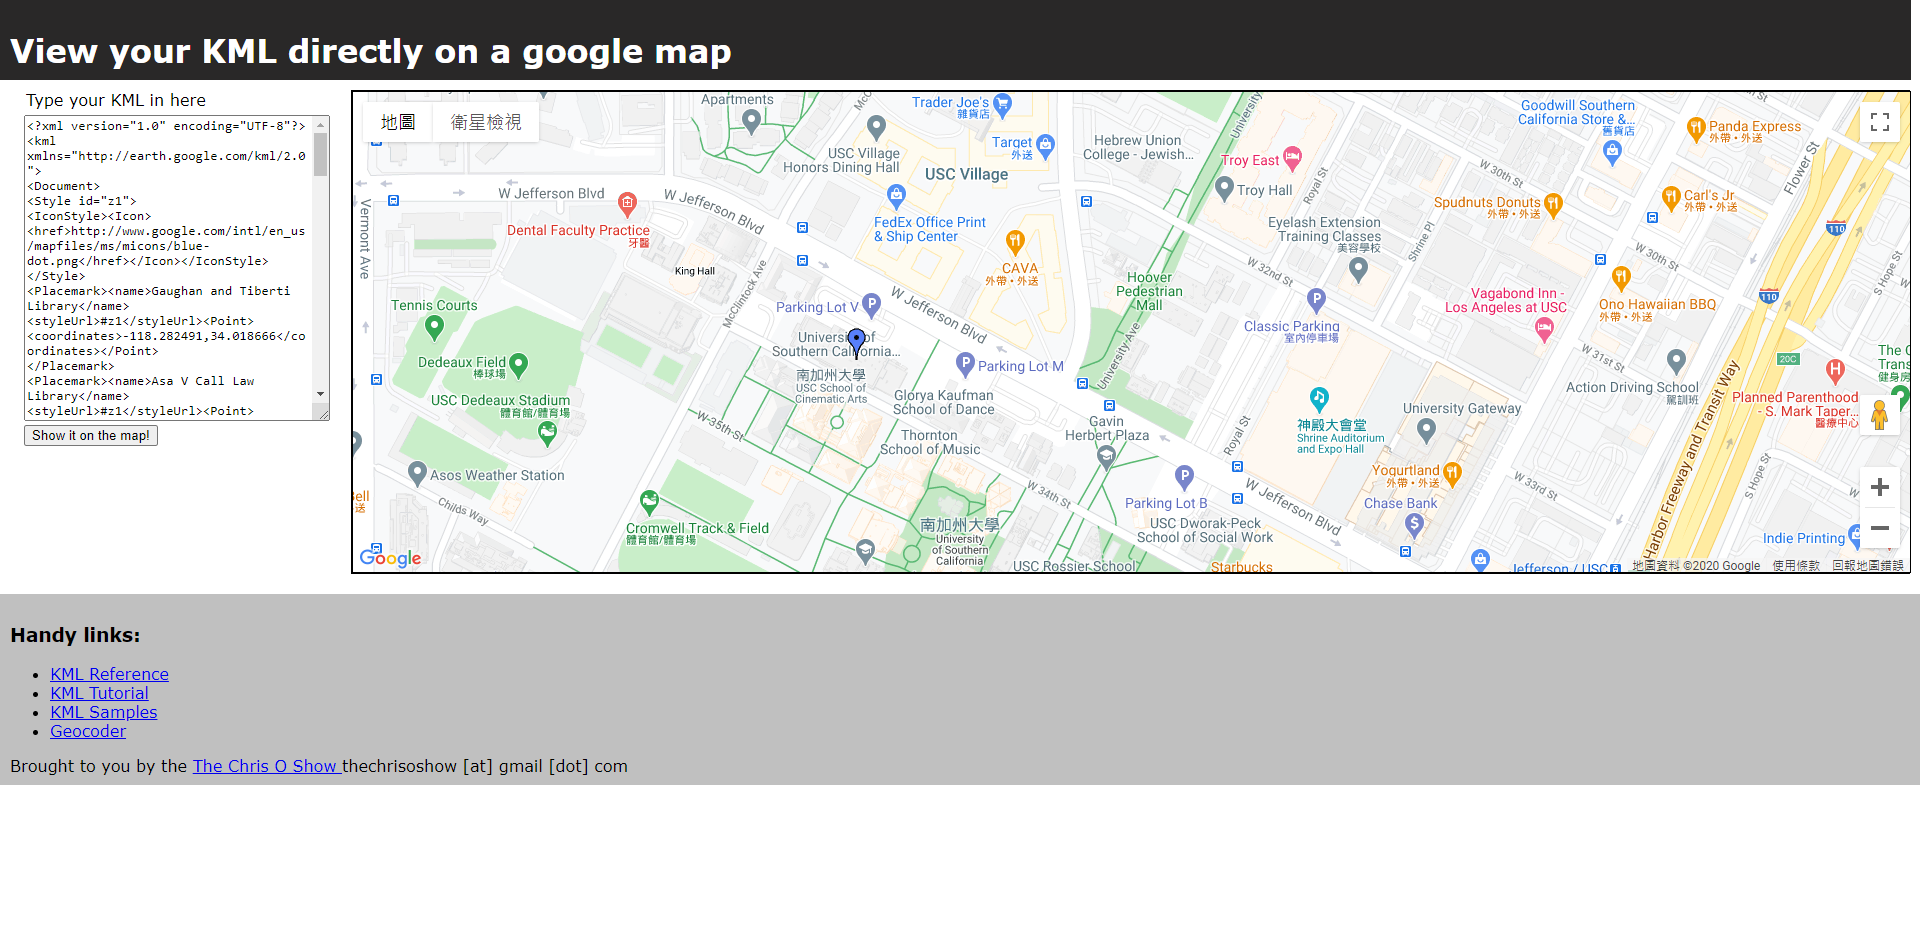 View your KML directly on a google map
Type your KML in here
<?xml version="1.0" encoding="UTF-8"?>
<kml
xmlns="http://earth.google.com/kml/2.0
">
<Document>
<Style id="z1">
<IconStyle><Icon>
<href>http://www.google.com/intl/en_us
/mapfiles/ms/micons/blue-
dot.png</href></Icon></IconStyle>
</Style>
<Placemark><name>Gaughan and Tiberti
Library</name>
<styleUrl>#z1</styleUrl><Point>
<coordinates>-118.282491,34.018666</co
ordinates></Point>
</Placemark>
<Placemark><name>Asa V Call Law
Library</name>
<styleUrl>#z1</styleUrl><Point>
Show it on the map!
地圖
衛星檢視
Apartments
Trader Joe's
雜貨店
Target
外送
USC Village
Honors Dining Hall
USC Village
Hebrew Union
College - Jewish...
Troy East
Troy Hall
University
Royal St
Goodwill Southern
California Store &...
舊貨店
Panda Express
外帶・外送
Flower St
W 30th St
Carl's Jr
外帶・外送
Spudnuts Donuts
外帶・外送
W Jefferson Blvd
W Jefferson Blvd
Vermont Ave
Dental Faculty Practice
牙醫
FedEx Office Print
& Ship Center
Eyelash Extension
Training Classes
美容學校
Shrine Pl
110
W 30th St
S Hope St
King Hall
McClintock Ave
CAVA
外帶・外送
Hoover
Pedestrian
Mall
W 32nd St
Ono Hawaiian BBQ
外帶・外送
110
Tennis Courts
Parking Lot V
W Jefferson Blvd
Vagabond Inn -
Los Angeles at USC
Classic Parking
室內停車場
University of
Southern California...
University Ave
W 31st St
20C
The C
Trans
健身房
Dedeaux Field
棒球場
南加州大學
USC School of
Cinematic Arts
Parking Lot M
Action Driving School
駕訓班
Planned Parenthood
- S. Mark Taper...
醫療中心
USC Dedeaux Stadium
體育館/體育場
Glorya Kaufman
School of Dance
University Gateway
W-35th-St
Gavin
Herbert Plaza
Royal St
神殿大會堂
Shrine Auditorium
and Expo Hall
Thornton
School of Music
Yogurtland
外帶・外送
Asos Weather Station
W 34th St
Parking Lot B
W Jefferson Blvd
Chase Bank
W 33rd St
S Hope St
Harbor Freeway and Transit Way
Bell
送
Childs Way
Cromwell Track & Field
體育館/體育場
南加州大學
University
of Southern
California
USC Dworak-Peck
School of Social Work
Indie Printing
Google
USC Rossier School
Starbucks
Jefferson / USC
地圖資料 ©2020 Google
使用條款
回報地圖錯誤
Handy links:
KML Reference
KML Tutorial
KML Samples
Geocoder
Brought to you by the The Chris O Show thechrisoshow [at] gmail [dot] com